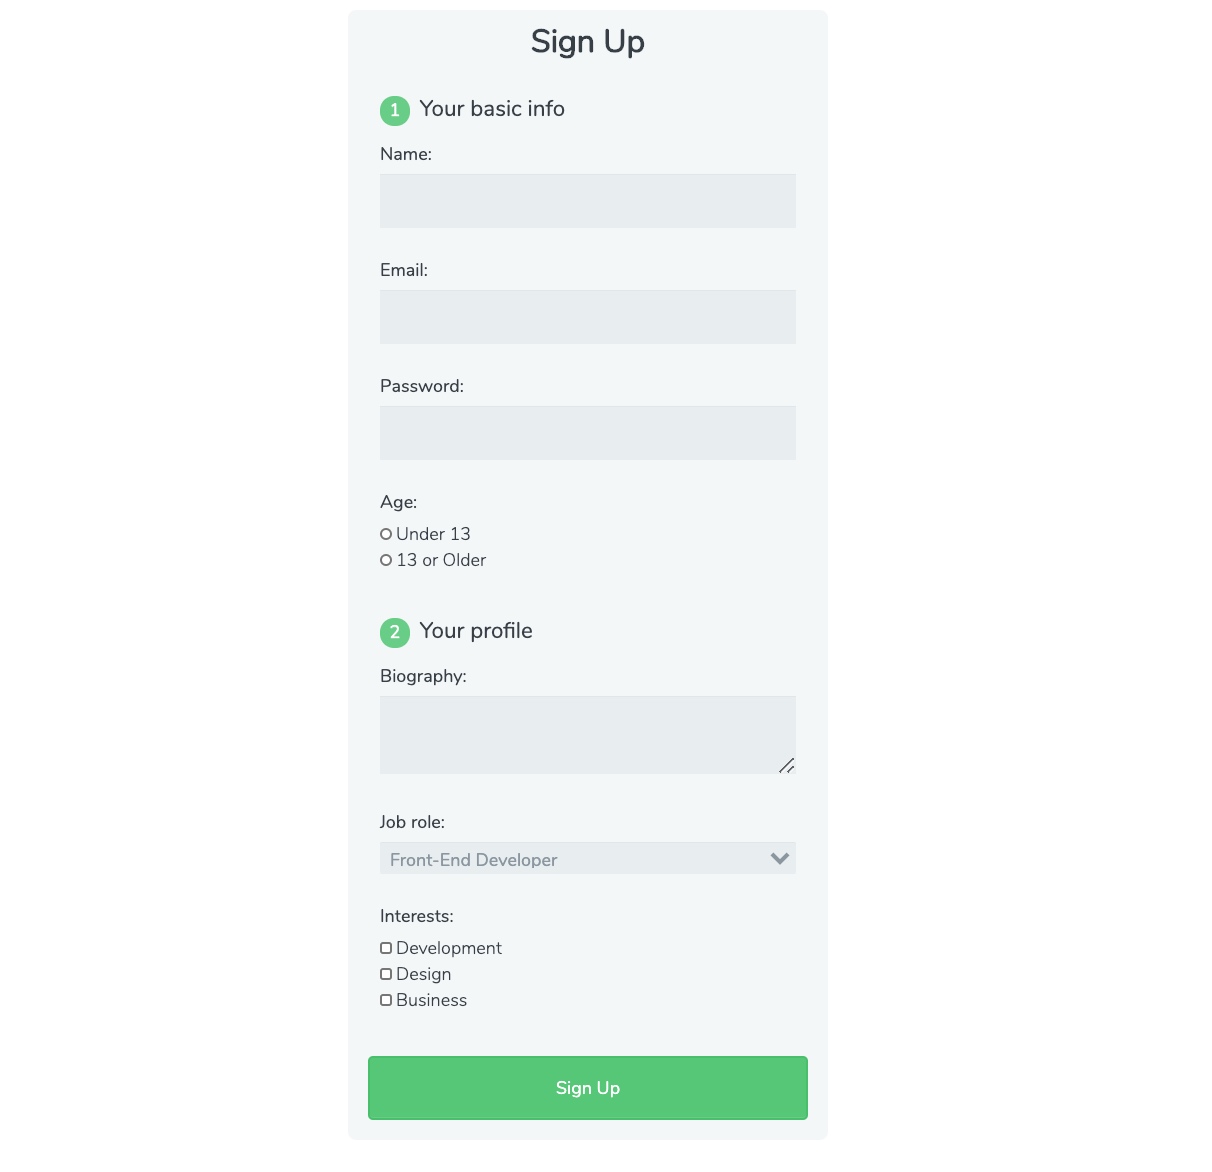 Sign Up
1 Your basic info
Name:
Email:
Password:
Age:
Under 13
13 or Older
2 Your profile
Biography:
Job role:
Front-End Developer
Interests:
Development
Design
Business
Sign Up